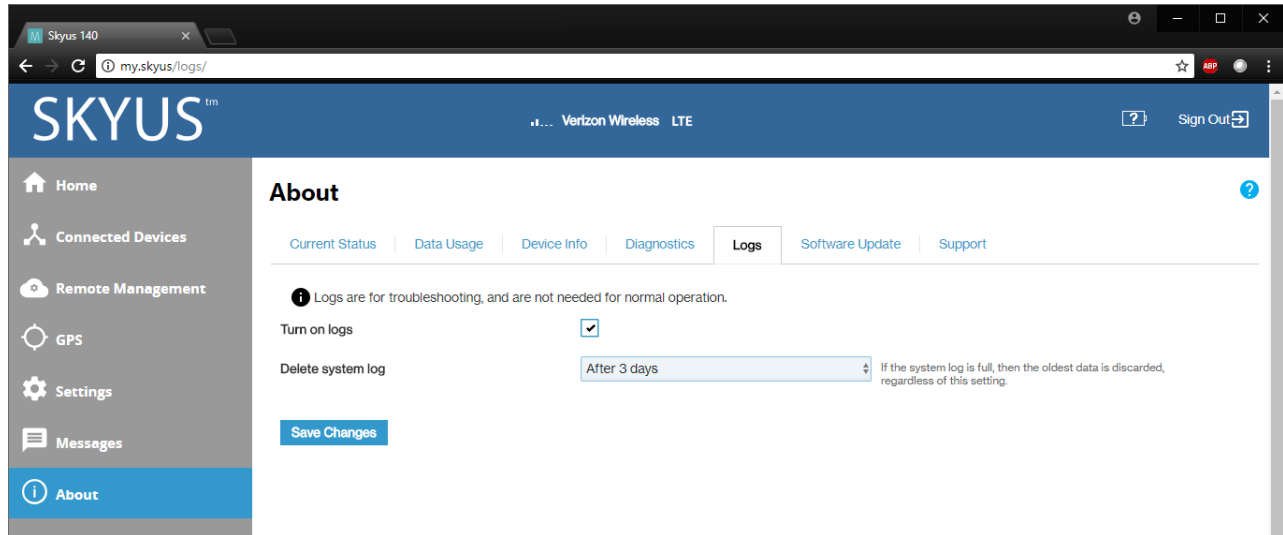 Skyus 140
my.skyus/logs/
ABP
SKYUS™
Verizon Wireless LTE
Sign Out
Home
Connected Devices
Remote Management
GPS
Settings
Messages
About
About
Current Status Data Usage Device Info Diagnostics Logs Software Update Support
Logs are for troubleshooting, and are not needed for normal operation.
Turn on logs
Delete system log After 3 days If the system log is full, then the oldest data is discarded,
regardless of this setting.
Save Changes